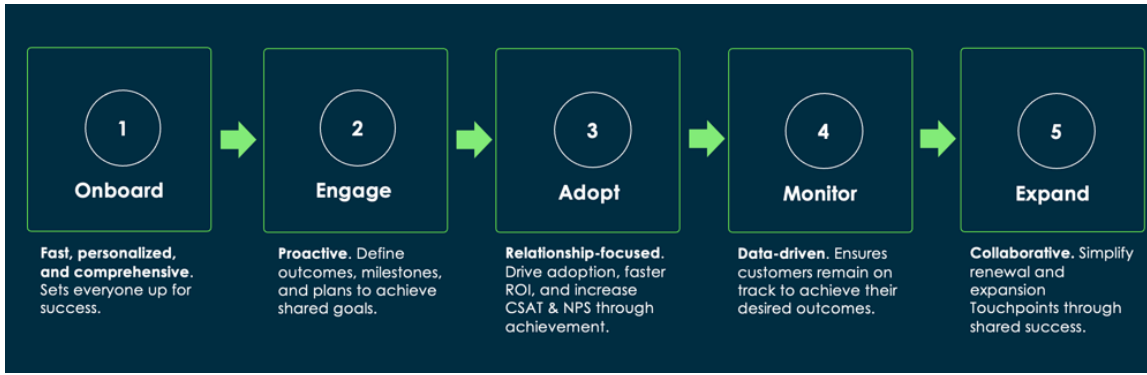 1
Onboard
Fast, personalized,
and comprehensive.
Sets everyone up for
success.
2
Engage
Proactive. Define
outcomes, milestones,
and plans to achieve
shared goals.
3
Adopt
Relationship-focused.
Drive adoption, faster
ROI, and increase
CSAT & NPS through
achievement.
4
Monitor
Data-driven. Ensures
customers remain on
track to achieve their
desired outcomes.
5
Expand
Collaborative. Simplify
renewal and
expansion
Touchpoints through
shared success.